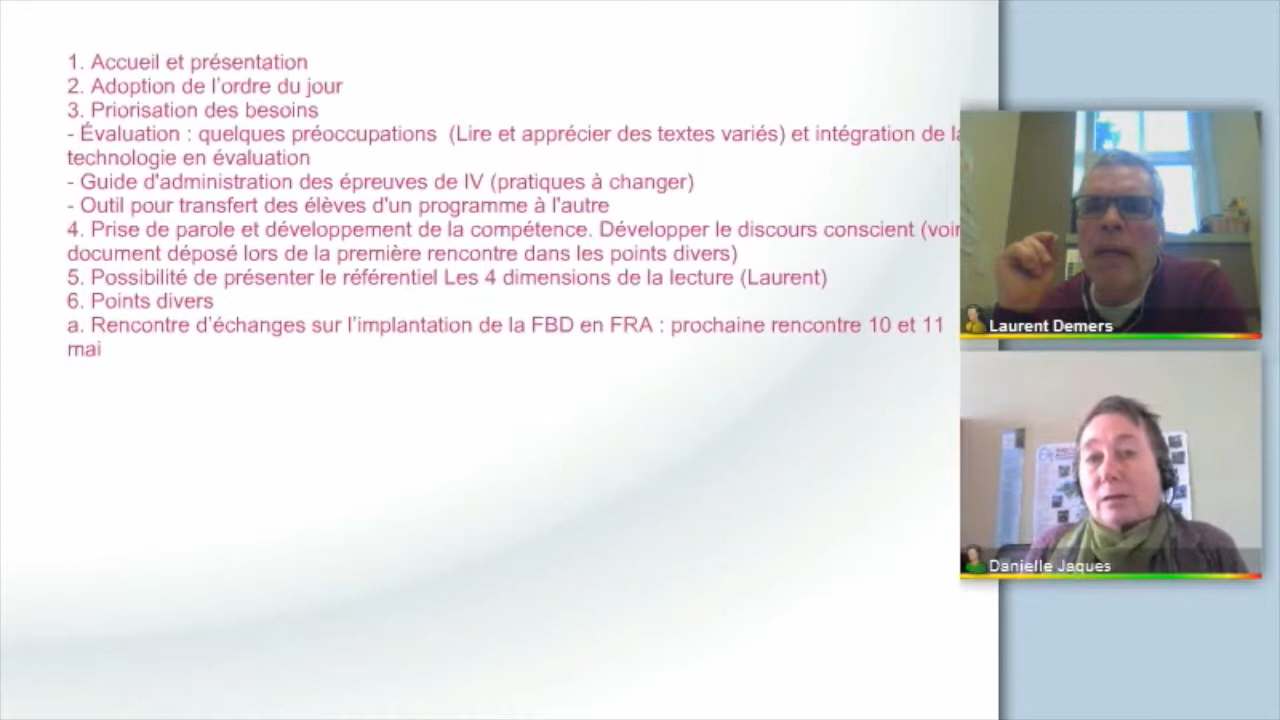 1. Accueil et présentation
2. Adoption de l'ordre du jour
3. Priorisation des besoins
- Évaluation : quelques préoccupations (Lire et apprécier des textes variés) et intégration de
technologie en évaluation
- Guide d'administration des épreuves de IV (pratiques à changer)
- Outil pour transfert des élèves d'un programme à l'autre
4. Prise de parole et développement de la compétence. Développer le discours conscient (voir
document déposé lors de la première rencontre dans les points divers)
5. Possibilité de présenter le référentiel Les 4 dimensions de la lecture (Laurent)
6. Points divers
a. Rencontre d'échanges sur l'implantation de la FBD en FRA : prochaine rencontre 10 et 11
mai
Laurent Demers
Danielle Jaques